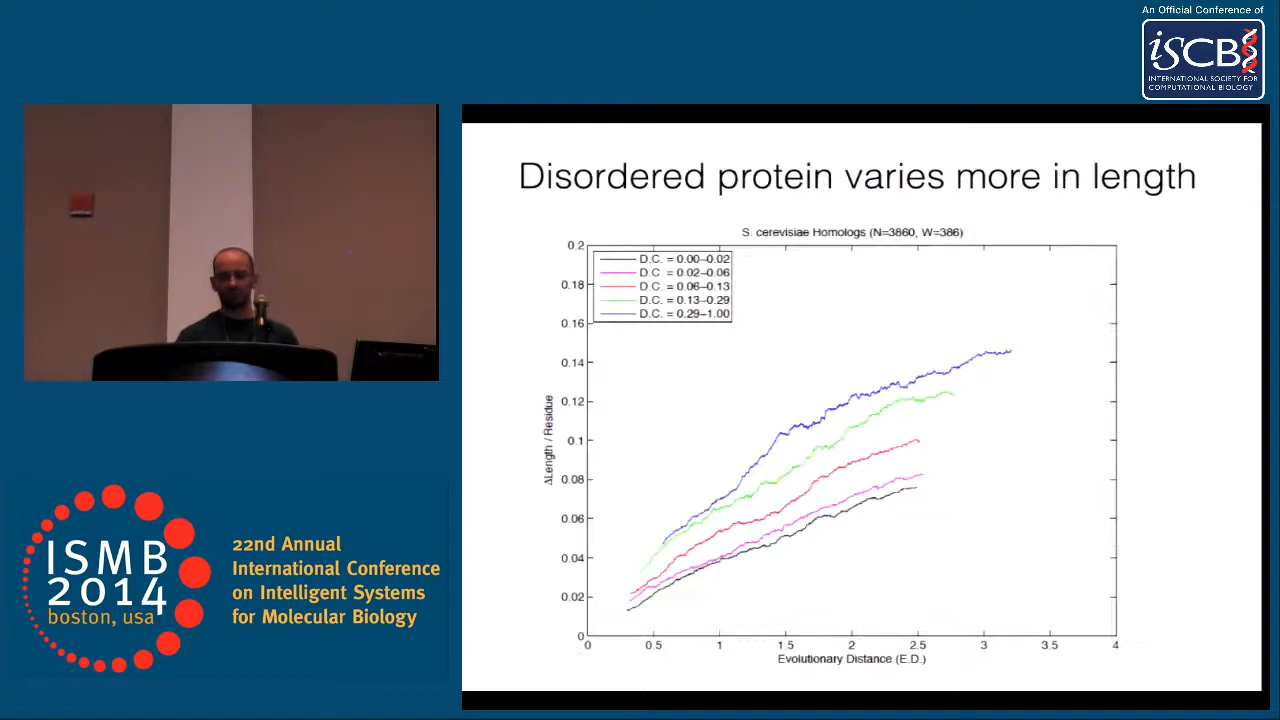 An Official Conference of
iSCB
INTERNATIONAL SOCIETY FOR
COMPUTATIONAL BIOLOGY
Disordered protein varies more in length
S. cerevisiae Homologs (N=3860, W=386)
D.C. = 0.00–0.02
D.C = 0.02–0.06
D.C. = 0.06–0.13
D.C. = 0.13–0.29
D.C. = 0.29–1.00
0.2
0.18
0.16
0.14
0.12
0.1
0.08
0.06
0.04
0.02
0
ΔLength / Residue
0 0.5 1 1.5 2 2.5 3 3.5 4
Evolutionary Distance (E.D.)
ISMB
2014
boston, usa
22nd Annual
International Conference
on Intelligent Systems
for Molecular Biology